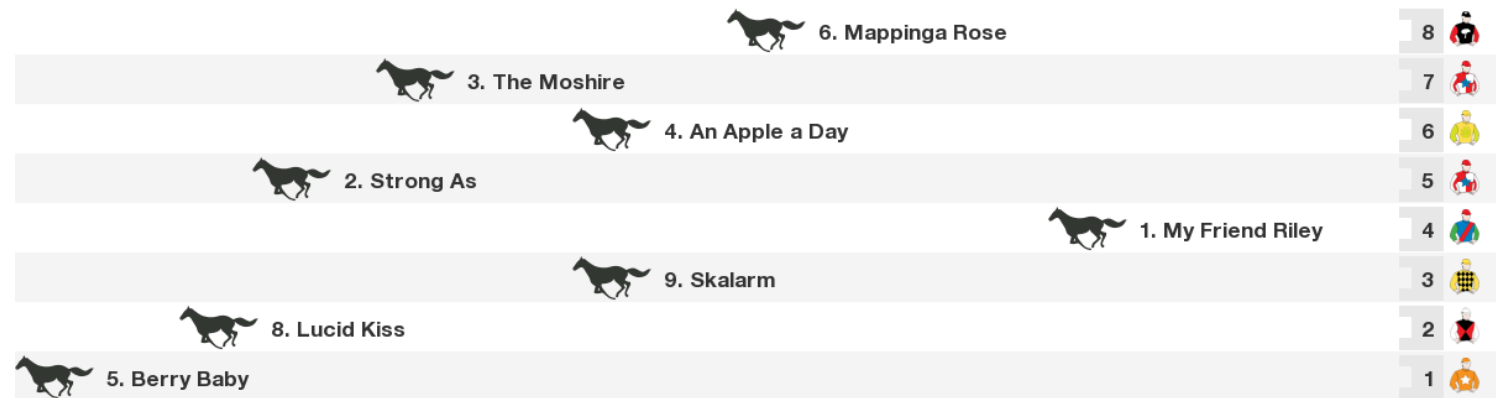 6. Mappinga Rose 8
3. The Moshire 7
4. An Apple a Day 6
2. Strong As 5
1. My Friend Riley 4
9. Skalarm 3
8. Lucid Kiss 2
5. Berry Baby 1